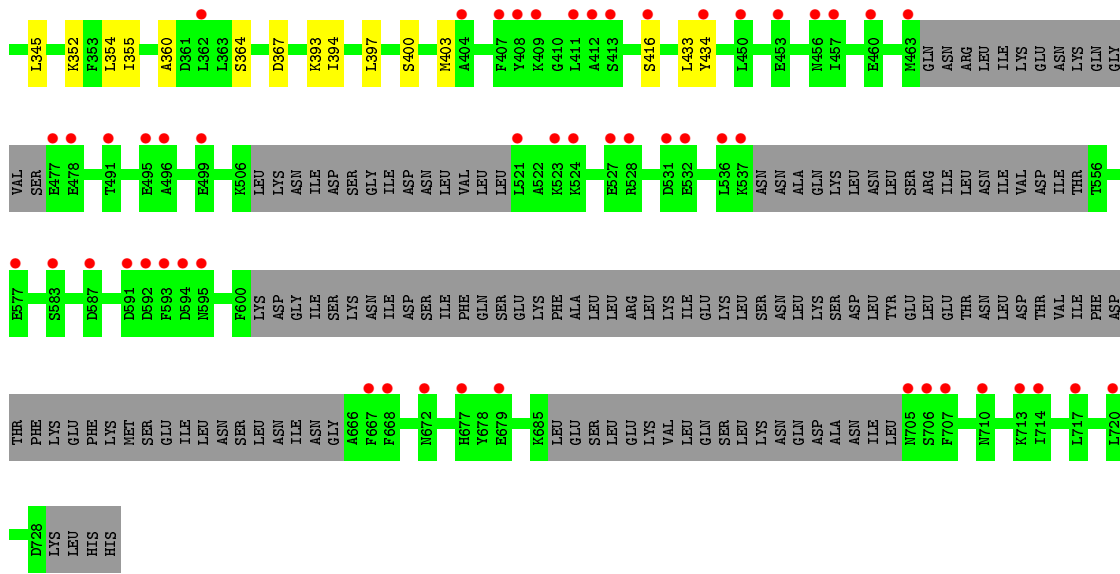 L345 K352 F353 L354 I355 A360 D361 L362 L363 S364 D367 K393 I394 L397 S400 M403 A404 F407 Y408 K409 G410 L411 A412 S413 S416 L433 Y434 L450 E453 N456 I457 E460 M463 GLN ASN ARG LEU ILE LYS GLU ASN LYS GLN GLY
VAL SER E477 E478 T491 E495 A496 E499 K506 LEU LYS ASN ILE ASP SER GLY ILE ASP ASN LEU VAL LEU LEU L521 A522 K523 K524 E527 R528 D531 E532 L536 K537 ASN ASN ALA GLN LYS LEU ASN LEU SER ARG ILE LEU ASN ILE VAL ASP ILE THR T556
E577 S583 D587 D591 D592 F593 D594 N595 F600 LYS ASP GLY ILE SER LYS ASN ILE ASP SER ILE PHE GLN SER GLU LYS PHE ALA LEU LEU ARG LEU LYS ILE GLU LYS LEU SER ASN LEU LYS SER ASP LEU TYR GLU LEU GLU THR ASN LEU ASP THR VAL ILE PHE ASP
THR PHE LYS GLU PHE LYS MET SER GLU ILE LEU ASN SER LEU ASN ILE ASN GLY A666 F667 F668 N672 H677 Y678 E679 K685 LEU GLU SER LEU GLU LYS VAL LEU GLN SER LEU LYS ASN GLN ASP ALA ASN ILE LEU N705 S706 F707 N710 K713 I714 L717 L720
D728 LYS LEU HIS HIS